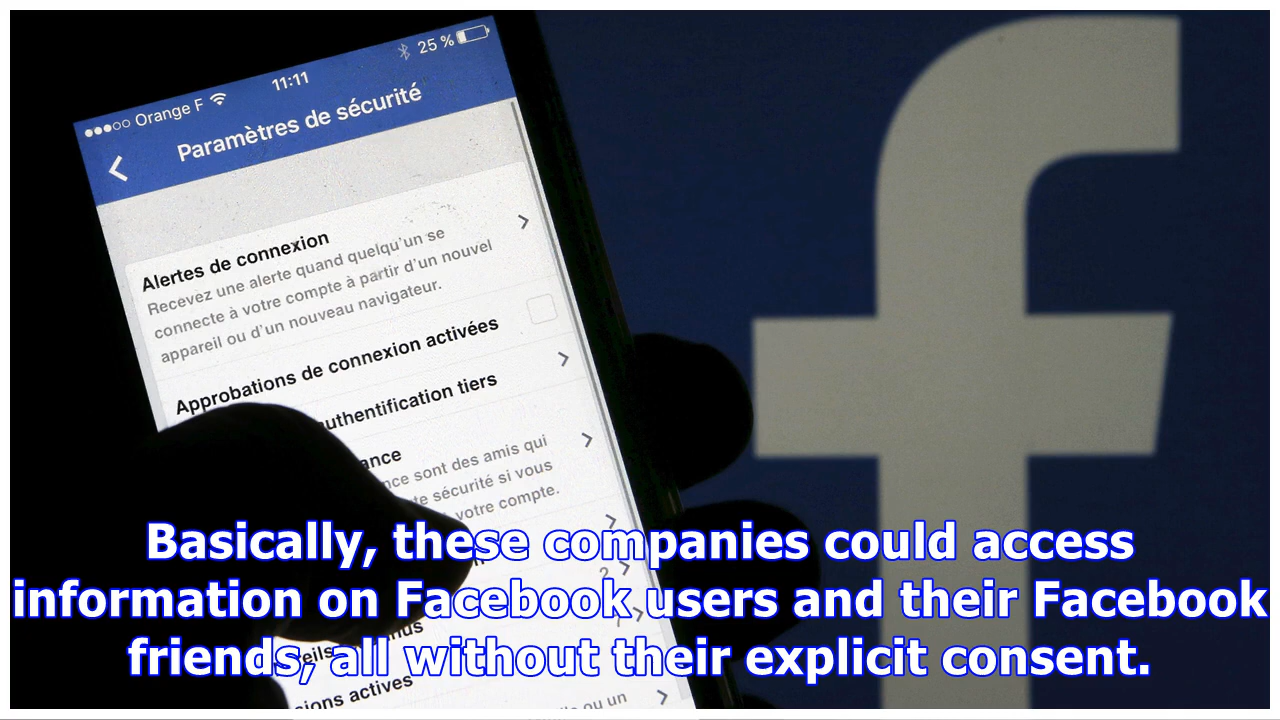 Orange F 11:11 25 %
Paramètres de sécurité
Alertes de connexion
Recevez une alerte quand quelqu'un se
connecte à votre compte à partir d'un nouvel
appareil ou d'un nouveau navigateur.
Approbations de connexion activées
authentification tiers
sont des amis qui
sécurité si vous
votre compte.
Basically, these companies could access
information on Facebook users and their Facebook
friends, all without their explicit consent.
actives
ou un
f